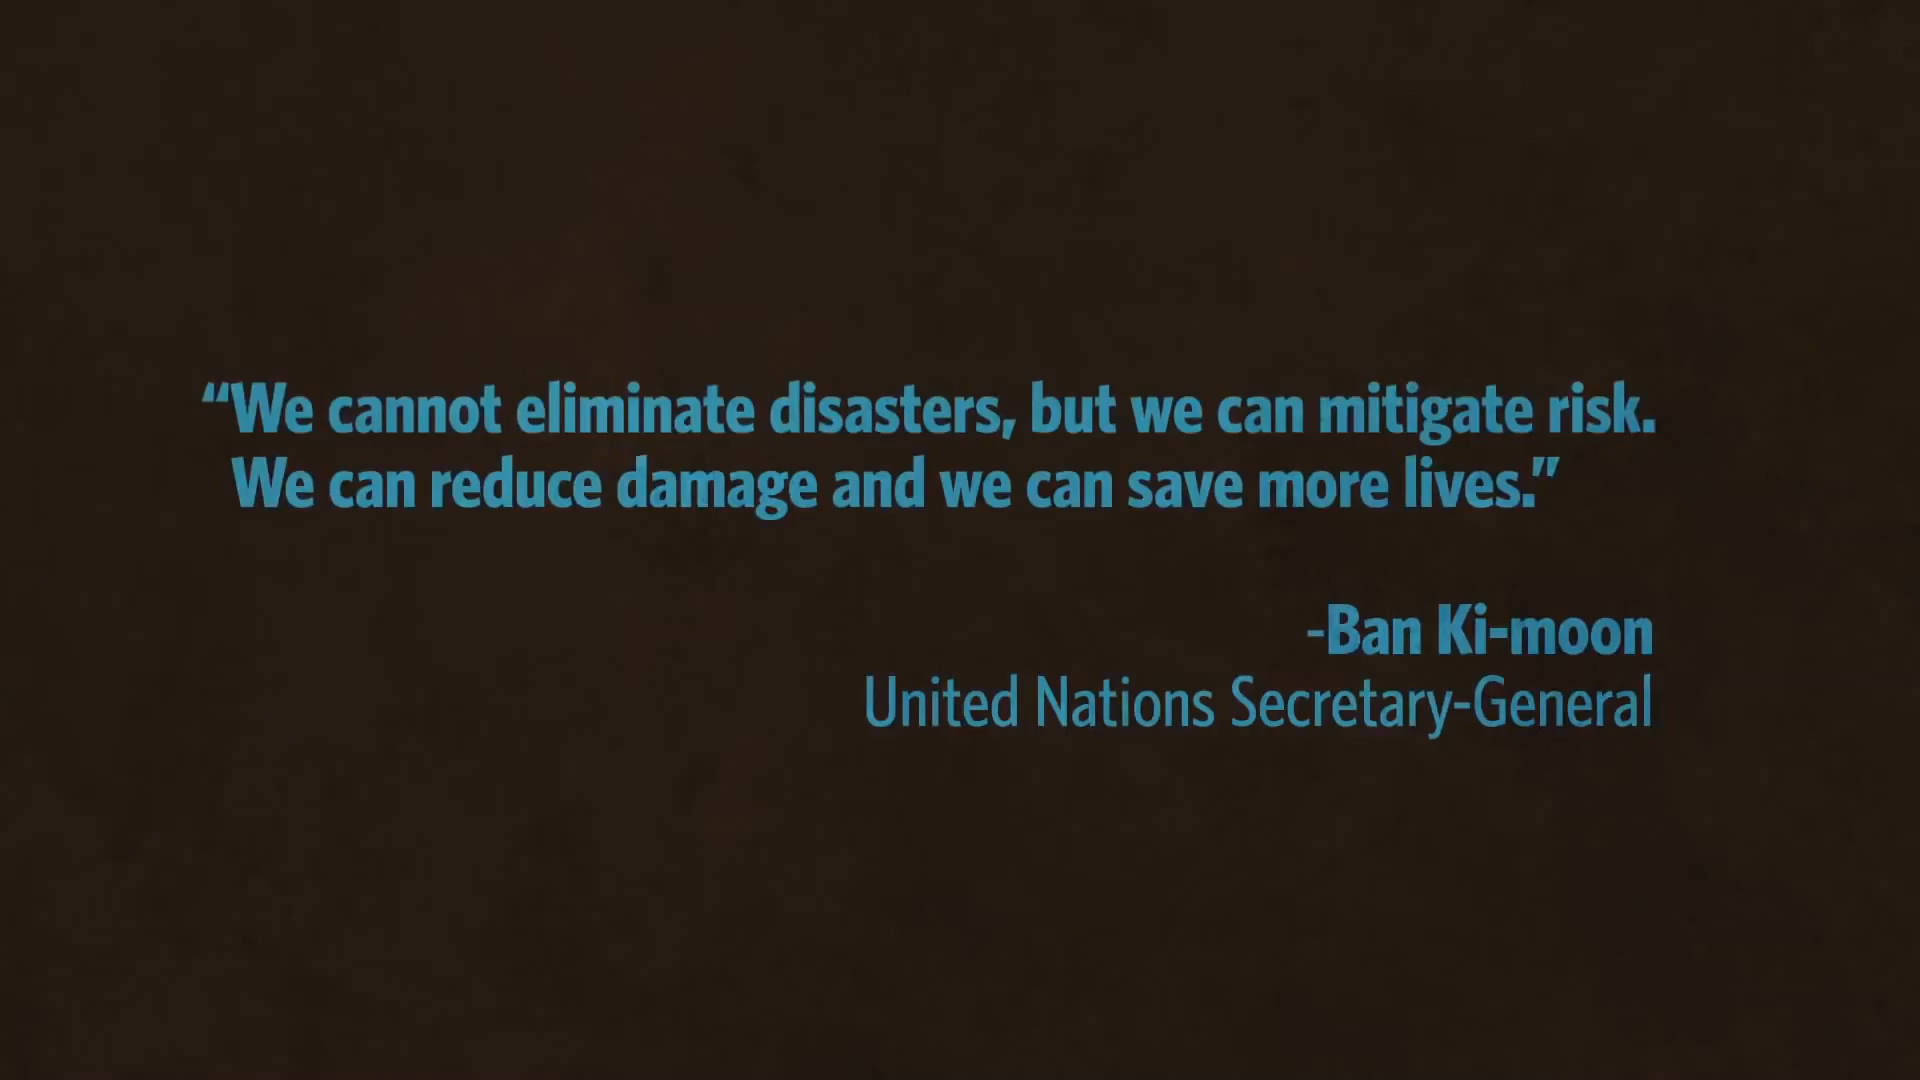 “We cannot eliminate disasters, but we can mitigate risk.
We can reduce damage and we can save more lives.”
-Ban Ki-moon
United Nations Secretary-General